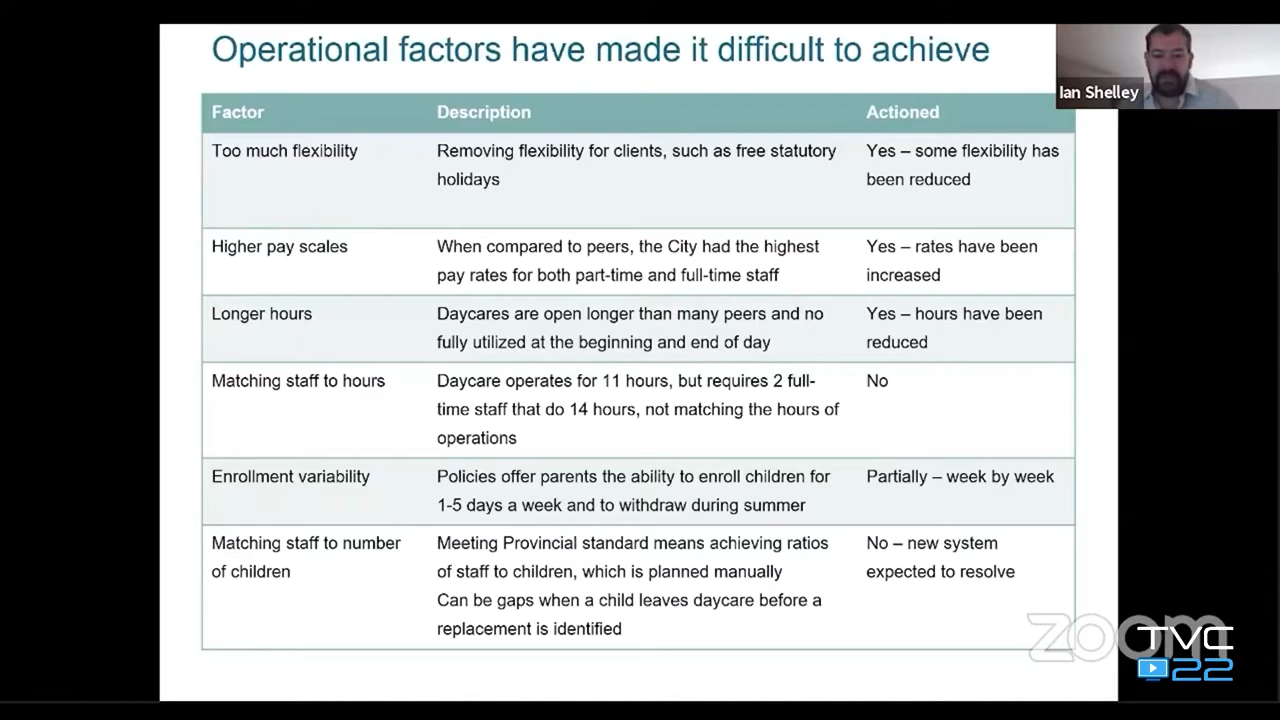 Operational factors have made it difficult to achieve
Ian Shelley
Factor Description Actioned
Too much flexibility Removing flexibility for clients, such as free statutory Yes – some flexibility has
holidays been reduced
Higher pay scales When compared to peers, the City had the highest Yes – rates have been
pay rates for both part-time and full-time staff increased
Longer hours Daycares are open longer than many peers and no Yes – hours have been
fully utilized at the beginning and end of day reduced
Matching staff to hours Daycare operates for 11 hours, but requires 2 full- No
time staff that do 14 hours, not matching the hours of
operations
Enrollment variability Policies offer parents the ability to enroll children for Partially – week by week
1-5 days a week and to withdraw during summer
Matching staff to number Meeting Provincial standard means achieving ratios No – new system
of children of staff to children, which is planned manually expected to resolve
Can be gaps when a child leaves daycare before a
replacement is identified
zoom
TVC
22